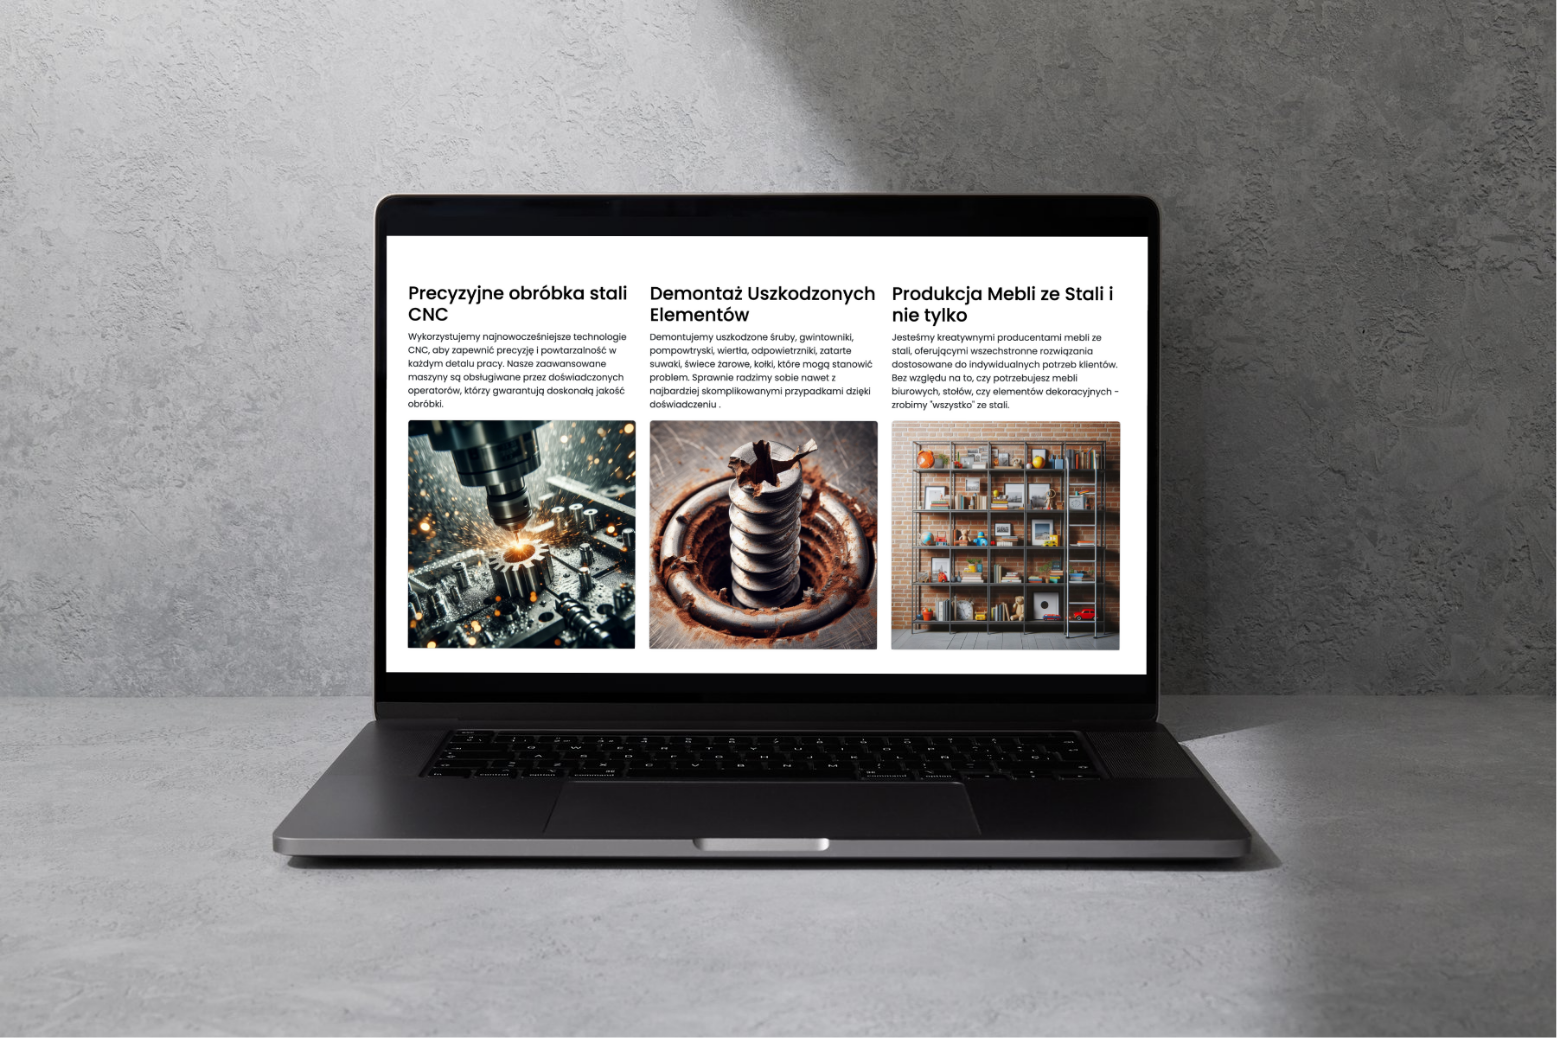 Precyzyjne obróbka stali
CNC
Wykorzystujemy najnowocześniejsze technologie
CNC, aby zapewnić precyzję i powtarzalność w
każdym detalu pracy. Nasze zaawansowane
maszyny są obsługiwane przez doświadczonych
operatorów, którzy gwarantują doskonałą jakość
obróbki.
Demontaż Uszkodzonych
Elementów
Demontujemy uszkodzone śruby, gwintowniki,
pompowtryski, wiertła, odpowietrzniki, zatarte
suwaki, świece żarowe, kołki, które mogą stanowić
problem. Sprawnie radzimy sobie nawet z
najbardziej skomplikowanymi przypadkami dzięki
doświadczeniu .
Produkcja Mebli ze Stali i
nie tylko
Jesteśmy kreatywnymi producentami mebli ze
stali, oferującymi wszechstronne rozwiązania
dostosowane do indywidualnych potrzeb klientów.
Bez względu na to, czy potrzebujesz mebli
biurowych, stołów, czy elementów dekoracyjnych -
zrobimy "wszystko" ze stali.